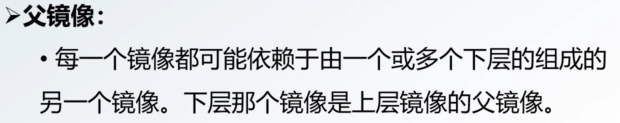 ➢父镜像:
• 每一个镜像都可能依赖于由一个或多个下层的组成的
另一个镜像。下层那个镜像是上层镜像的父镜像。